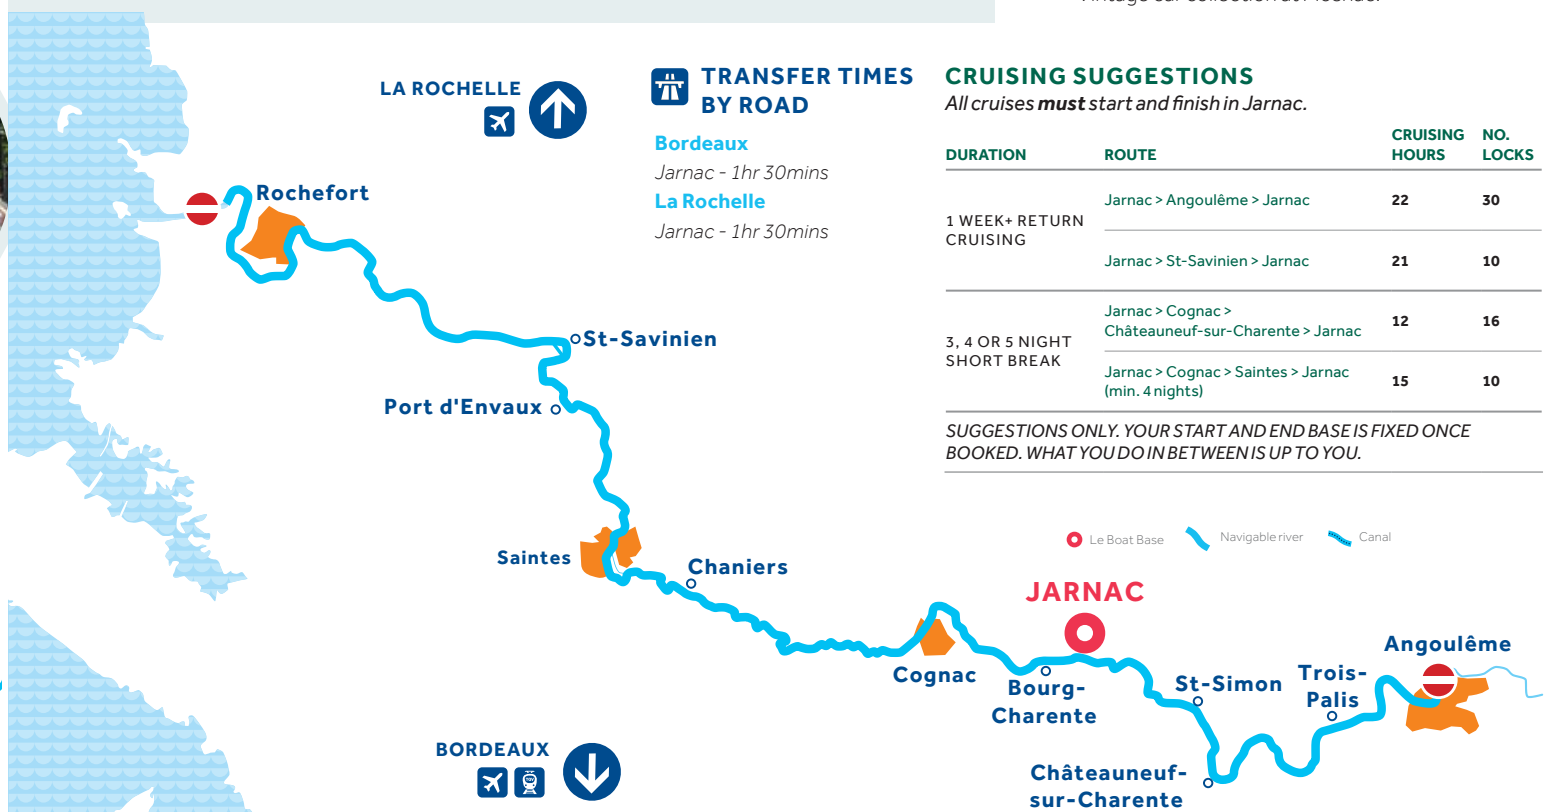 LA ROCHELLE
TRANSFER TIMES
BY ROAD
Bordeaux
Jarnac - 1hr 30mins
La Rochelle
Jarnac - 1hr 30mins
CRUISING SUGGESTIONS
All cruises must start and finish in Jarnac.
DURATION ROUTE CRUISING HOURS NO. LOCKS
1 WEEK+ RETURN
CRUISING
Jarnac > Angoulême > Jarnac 22 30
Jarnac > St-Savinien > Jarnac 21 10
3, 4 OR 5 NIGHT
SHORT BREAK
Jarnac > Cognac >
Châteauneuf-sur-Charente > Jarnac 12 16
Jarnac > Cognac > Saintes > Jarnac
(min. 4 nights) 15 10
SUGGESTIONS ONLY. YOUR START AND END BASE IS FIXED ONCE
BOOKED. WHAT YOU DO IN BETWEEN IS UP TO YOU.
Le Boat Base
Navigable river
Canal
Rochefort
St-Savinien
Port d'Envaux
Saintes
Chaniers
Cognac
JARNAC
Bourg-
Charente
St-Simon
Trois-
Palis
Angoulême
Châteauneuf-
sur-Charente
BORDEAUX